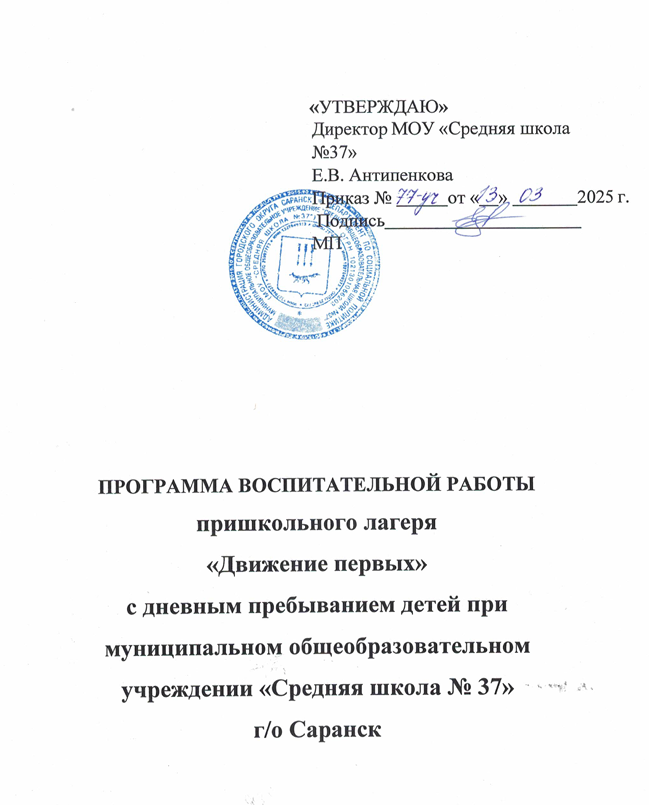 «УТВЕРЖДАЮ»
Директор МОУ «Средняя школа
№37»
Е.В. Антипенкова
Приказ № 77-уч от «13» 03 2025 г.
Подпись
МП
ПРОГРАММА ВОСПИТАТЕЛЬНОЙ РАБОТЫ
пришкольного лагеря
«Движение первых»
с дневным пребыванием детей при
муниципальном общеобразовательном
учреждении «Средняя школа № 37»
г/о Саранск